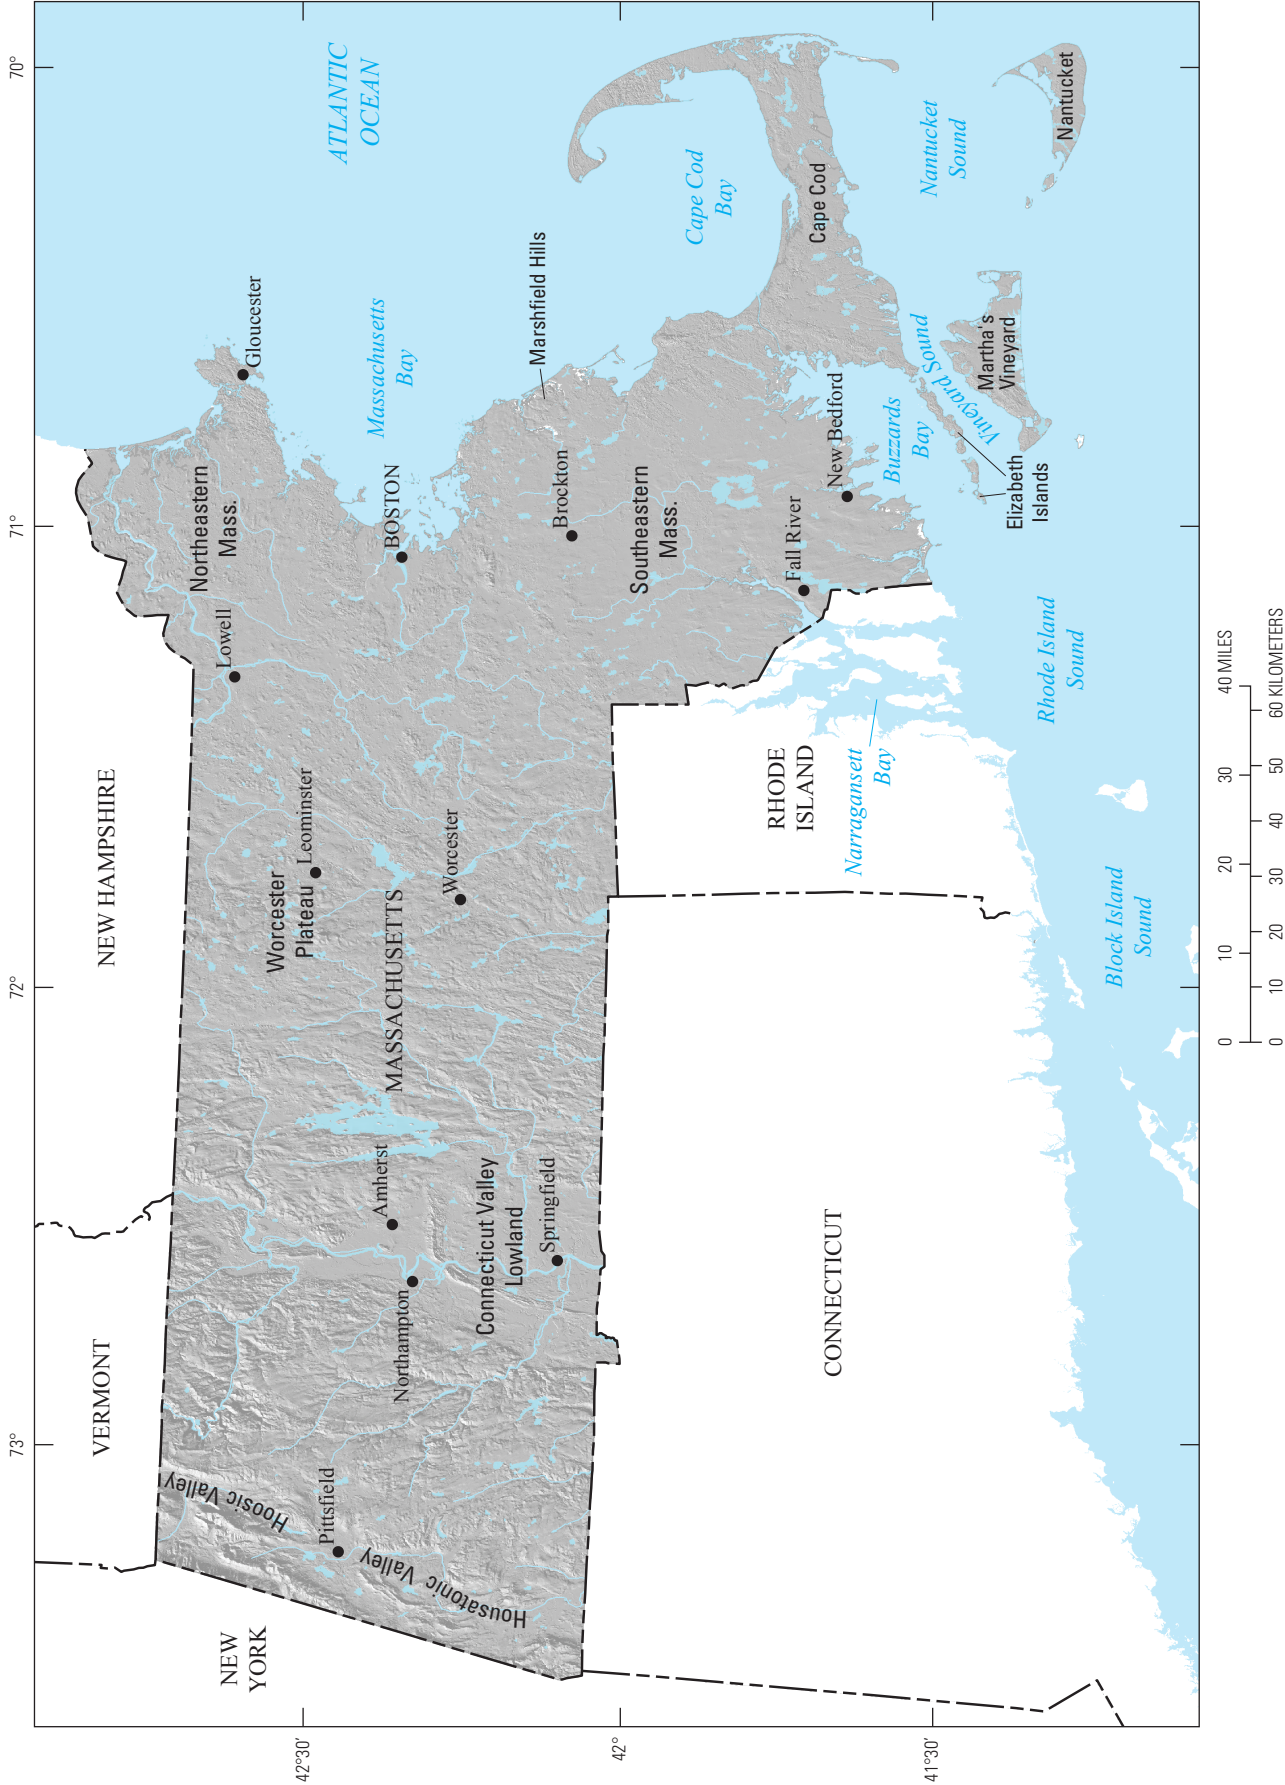 73°
72°
71°
70°
42°30'
42°
41°30'
VERMONT
NEW HAMPSHIRE
NEW
YORK
MASSACHUSETTS
CONNECTICUT
RHODE
ISLAND
ATLANTIC
OCEAN
Hoosic Valley
Pittsfield
Housatonic Valley
Northampton
Amherst
Connecticut Valley
Lowland
Springfield
Worcester
Plateau
Leominster
Worcester
Lowell
Northeastern
Mass.
Gloucester
BOSTON
Massachusetts
Bay
Marshfield Hills
Brockton
Southeastern
Mass.
Cape Cod
Bay
Cape Cod
Fall River
New Bedford
Buzzards
Bay
Vineyard Sound
Elizabeth
Islands
Martha's
Vineyard
Nantucket
Sound
Nantucket
Narragansett
Bay
Rhode Island
Sound
Block Island
Sound
0 10 20 30 40 MILES
0 10 20 30 40 50 60 KILOMETERS